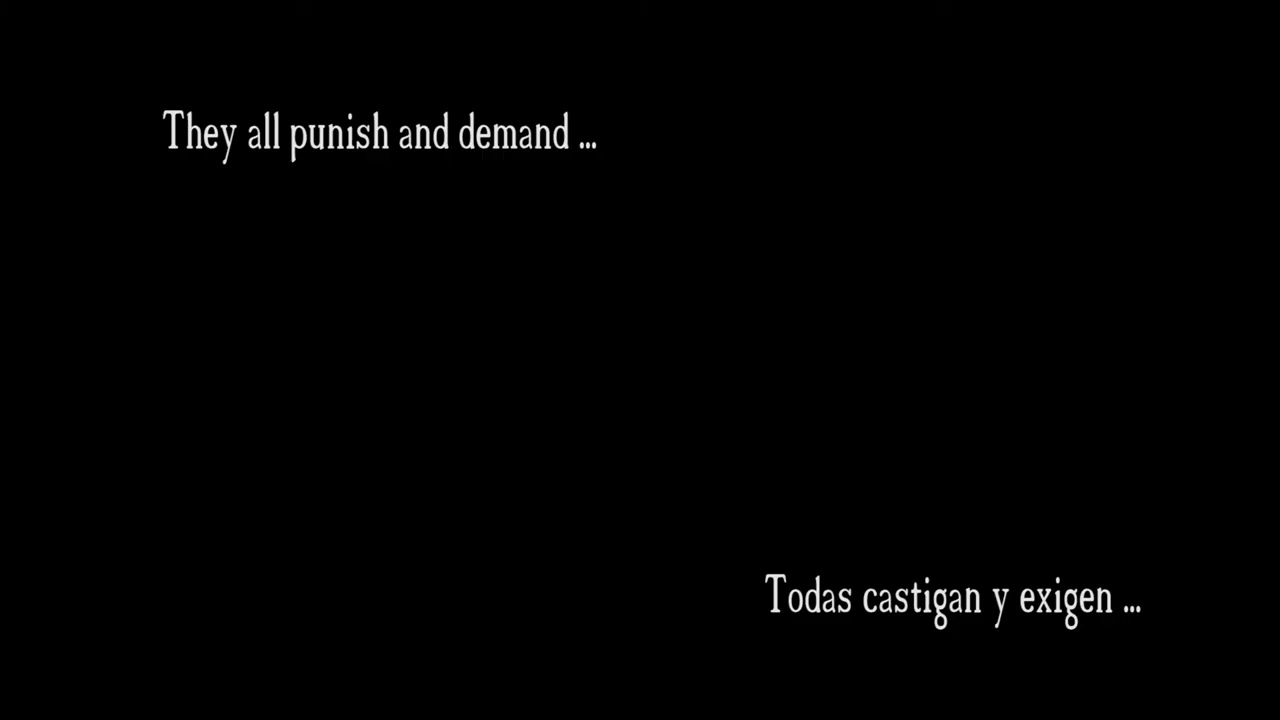 They all punish and demand ...
Todas castigan y exigen ...